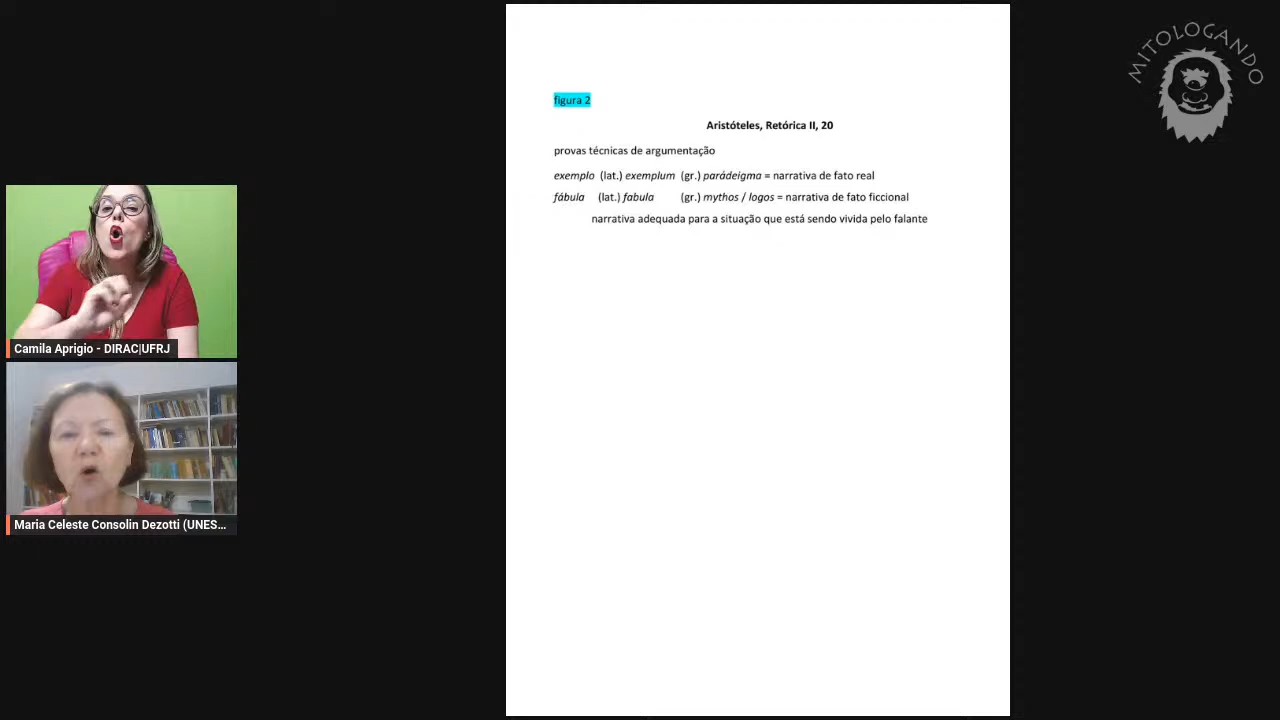 MITOLOGANDO
figura 2
Aristóteles, Retórica II, 20
provas técnicas de argumentação
exemplo (lat.) exemplum (gr.) parádeigma = narrativa de fato real
fábula (lat.) fabula (gr.) mythos / logos = narrativa de fato ficcional
narrativa adequada para a situação que está sendo vivida pelo falante
Camila Aprigio - DIRAC|UFRJ
Maria Celeste Consolin Dezotti (UNES...